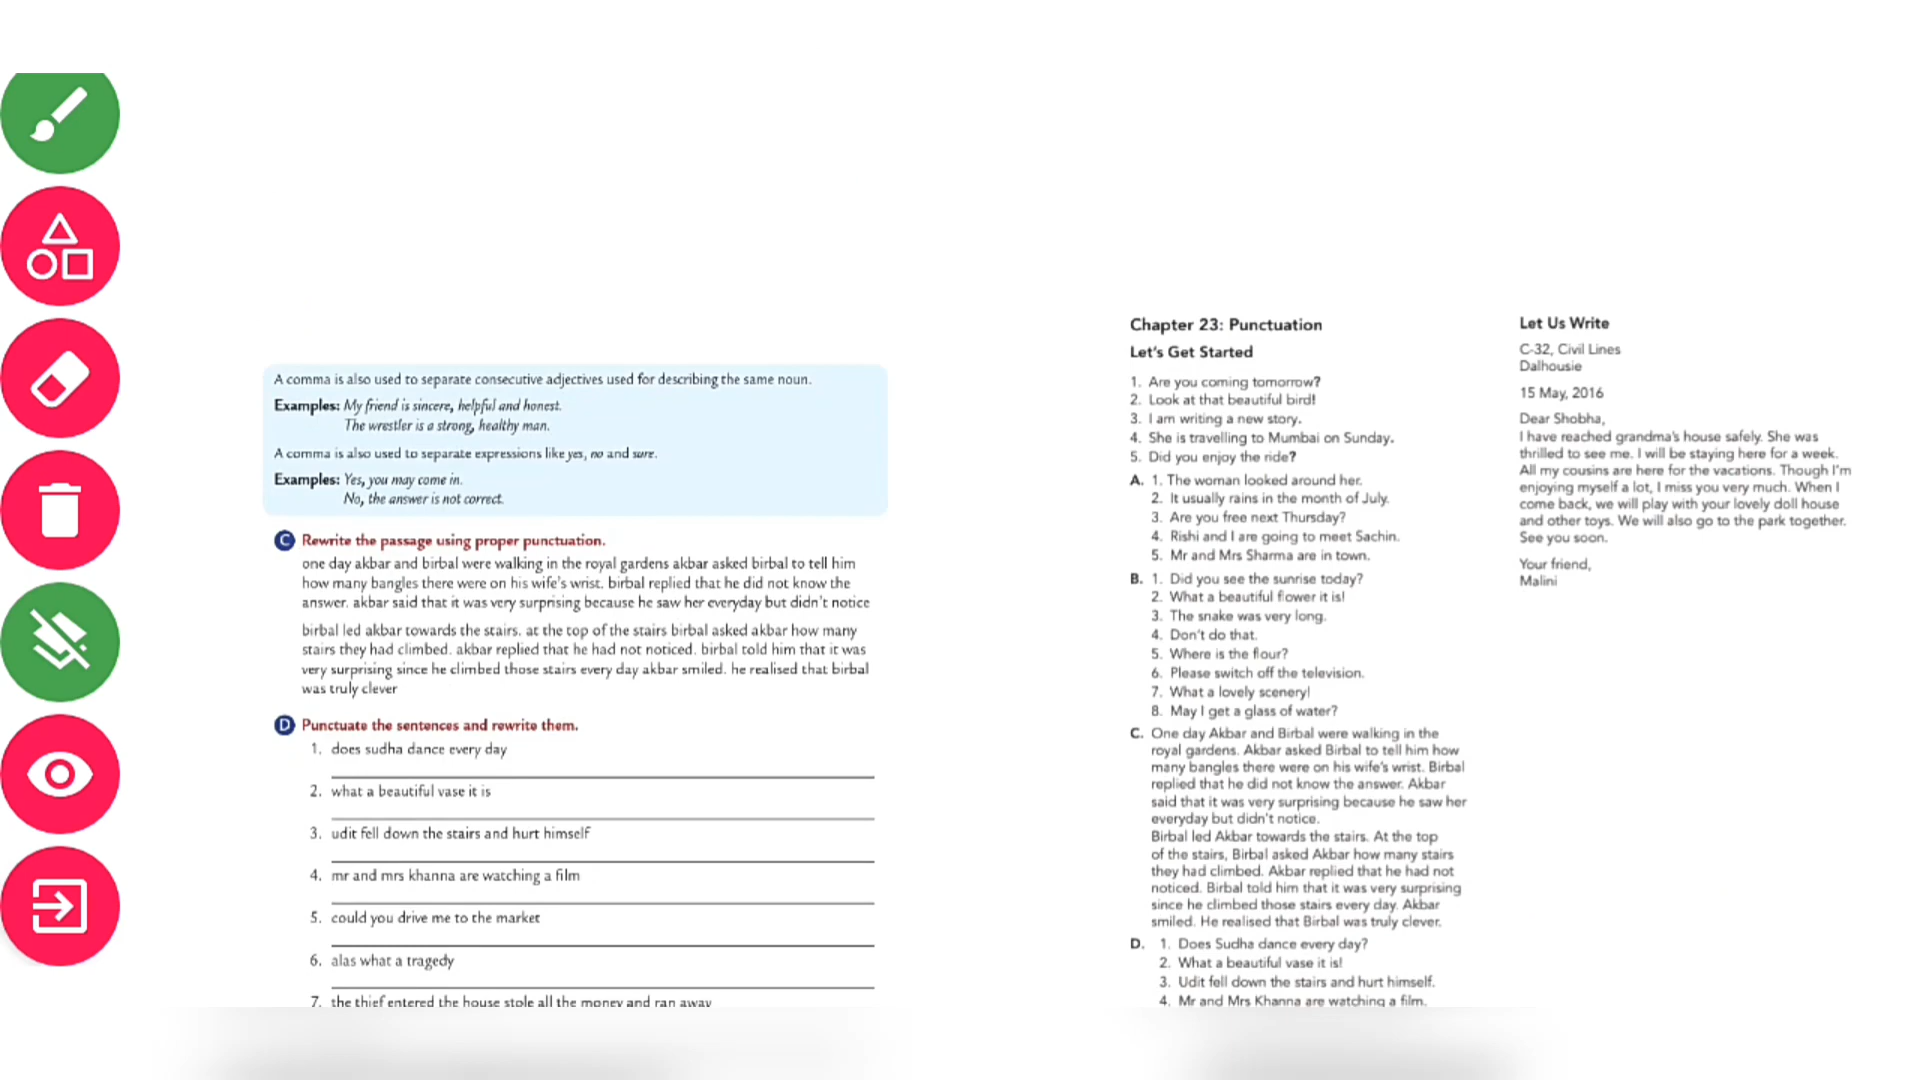 A comma is also used to separate consecutive adjectives used for describing the same noun.
Examples: My friend is sincere, helpful and honest.
The wrestler is a strong, healthy man.
A comma is also used to separate expressions like yes, no and sure.
Examples: Yes, you may come in.
No, the answer is not correct.
C Rewrite the passage using proper punctuation.
one day akbar and birbal were walking in the royal gardens akbar asked birbal to tell him
how many bangles there were on his wife's wrist. birbal replied that he did not know the
answer. akbar said that it was very surprising because he saw her everyday but didn't notice
birbal led akbar towards the stairs. at the top of the stairs birbal asked akbar how many
stairs they had climbed. akbar replied that he had not noticed. birbal told him that it was
very surprising since he climbed those stairs every day akbar smiled. he realised that birbal
was truly clever
D Punctuate the sentences and rewrite them.
1. does sudha dance every day
2. what a beautiful vase it is
3. udit fell down the stairs and hurt himself
4. mr and mrs khanna are watching a film
5. could you drive me to the market
6. alas what a tragedy
7. the thief entered the house stole all the money and ran away
Chapter 23: Punctuation
Let's Get Started
1. Are you coming tomorrow?
2. Look at that beautiful bird!
3. I am writing a new story.
4. She is travelling to Mumbai on Sunday.
5. Did you enjoy the ride?
A. 1. The woman looked around her.
2. It usually rains in the month of July.
3. Are you free next Thursday?
4. Rishi and I are going to meet Sachin.
5. Mr and Mrs Sharma are in town.
B. 1. Did you see the sunrise today?
2. What a beautiful flower it is!
3. The snake was very long.
4. Don't do that.
5. Where is the flour?
6. Please switch off the television.
7. What a lovely scenery!
8. May I get a glass of water?
C. One day Akbar and Birbal were walking in the
royal gardens. Akbar asked Birbal to tell him how
many bangles there were on his wife's wrist. Birbal
replied that he did not know the answer. Akbar
said that it was very surprising because he saw her
everyday but didn't notice.
Birbal led Akbar towards the stairs. At the top
of the stairs, Birbal asked Akbar how many stairs
they had climbed. Akbar replied that he had not
noticed. Birbal told him that it was very surprising
since he climbed those stairs every day. Akbar
smiled. He realised that Birbal was truly clever.
D. 1. Does Sudha dance every day?
2. What a beautiful vase it is!
3. Udit fell down the stairs and hurt himself.
4. Mr and Mrs Khanna are watching a film.
Let Us Write
C-32, Civil Lines
Dalhousie
15 May, 2016
Dear Shobha,
I have reached grandma's house safely. She was
thrilled to see me. I will be staying here for a week.
All my cousins are here for the vacations. Though I'm
enjoying myself a lot, I miss you very much. When I
come back, we will play with your lovely doll house
and other toys. We will also go to the park together.
See you soon.
Your friend,
Malini